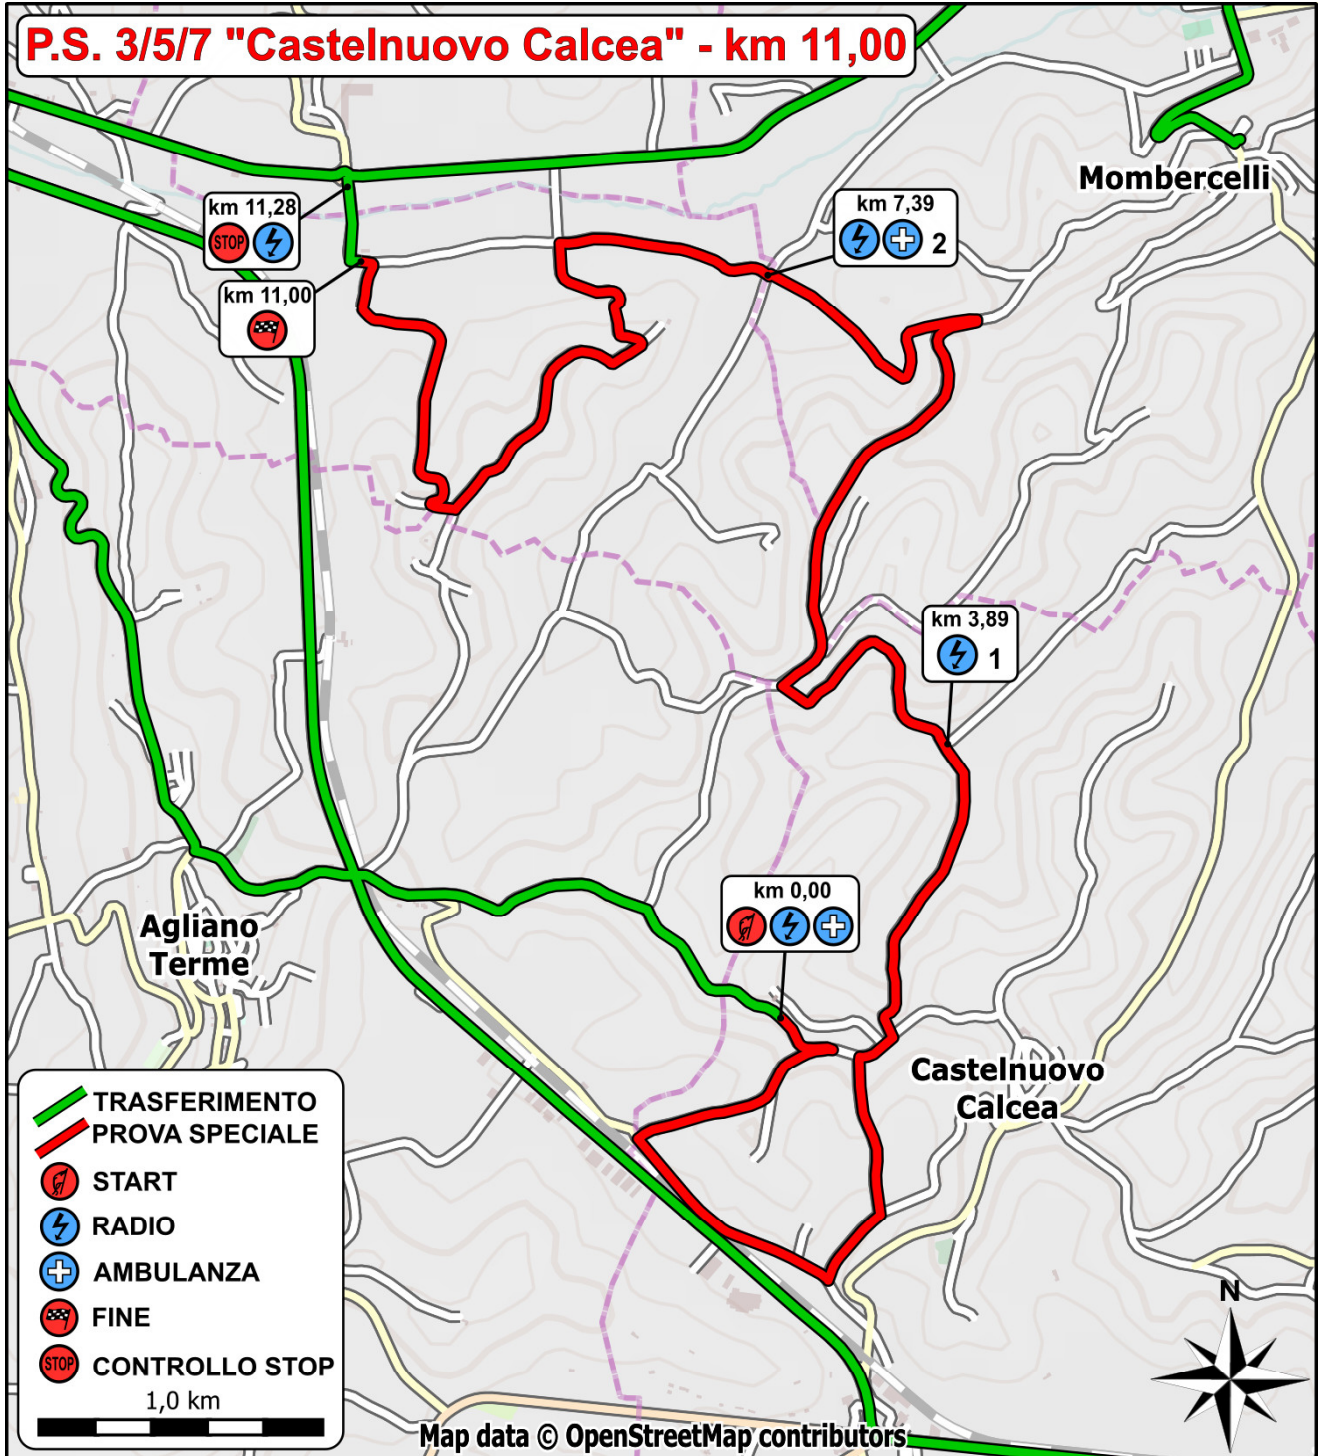 P.S. 3/5/7 "Castelnuovo Calcea" - km 11,00
Mombercelli
km 11,28
STOP
km 7,39
2
km 11,00
km 3,89
1
km 0,00
Agliano
Terme
Castelnuovo
Calcea
TRASFERIMENTO
PROVA SPECIALE
START
RADIO
AMBULANZA
FINE
STOP
CONTROLLO STOP
1,0 km
N
Map data © OpenStreetMap contributors